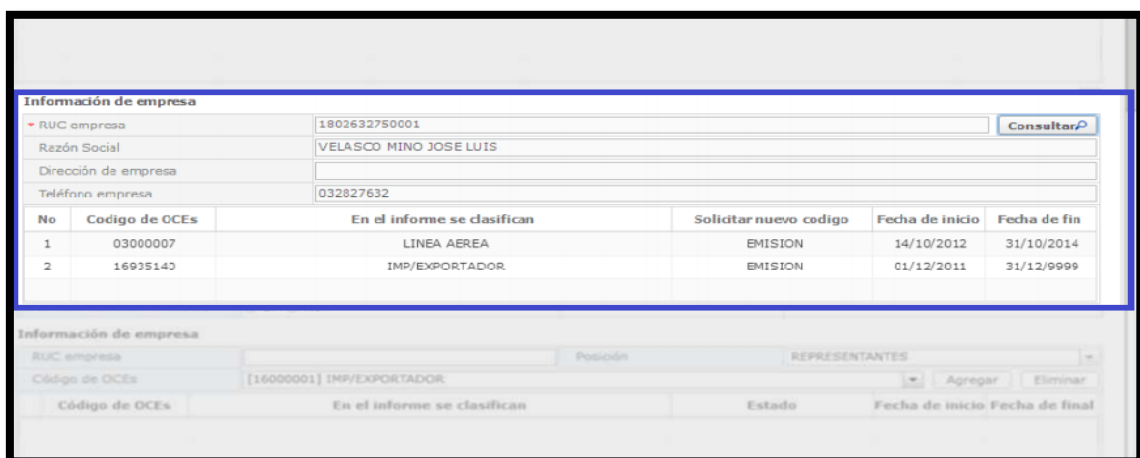 Información de empresa
RUC empresa 1802632750001 Consultar
Razón Social VELASCO MINO JOSE LUIS
Dirección de empresa
Teléfono empresa 032827632
No Codigo de OCEs En el informe se clasifican Solicitar nuevo codigo Fecha de inicio Fecha de fin
1 03000007 LINEA AEREA EMISION 14/10/2012 31/10/2014
2 16935140 IMP/EXPORTADOR EMISION 01/12/2011 31/12/9999
Información de empresa
RUC empresa Posición REPRESENTANTES
Código de OCEs [16000001] IMP/EXPORTADOR Agregar Eliminar
Código de OCEs En el informe se clasifican Estado Fecha de inicio Fecha de final